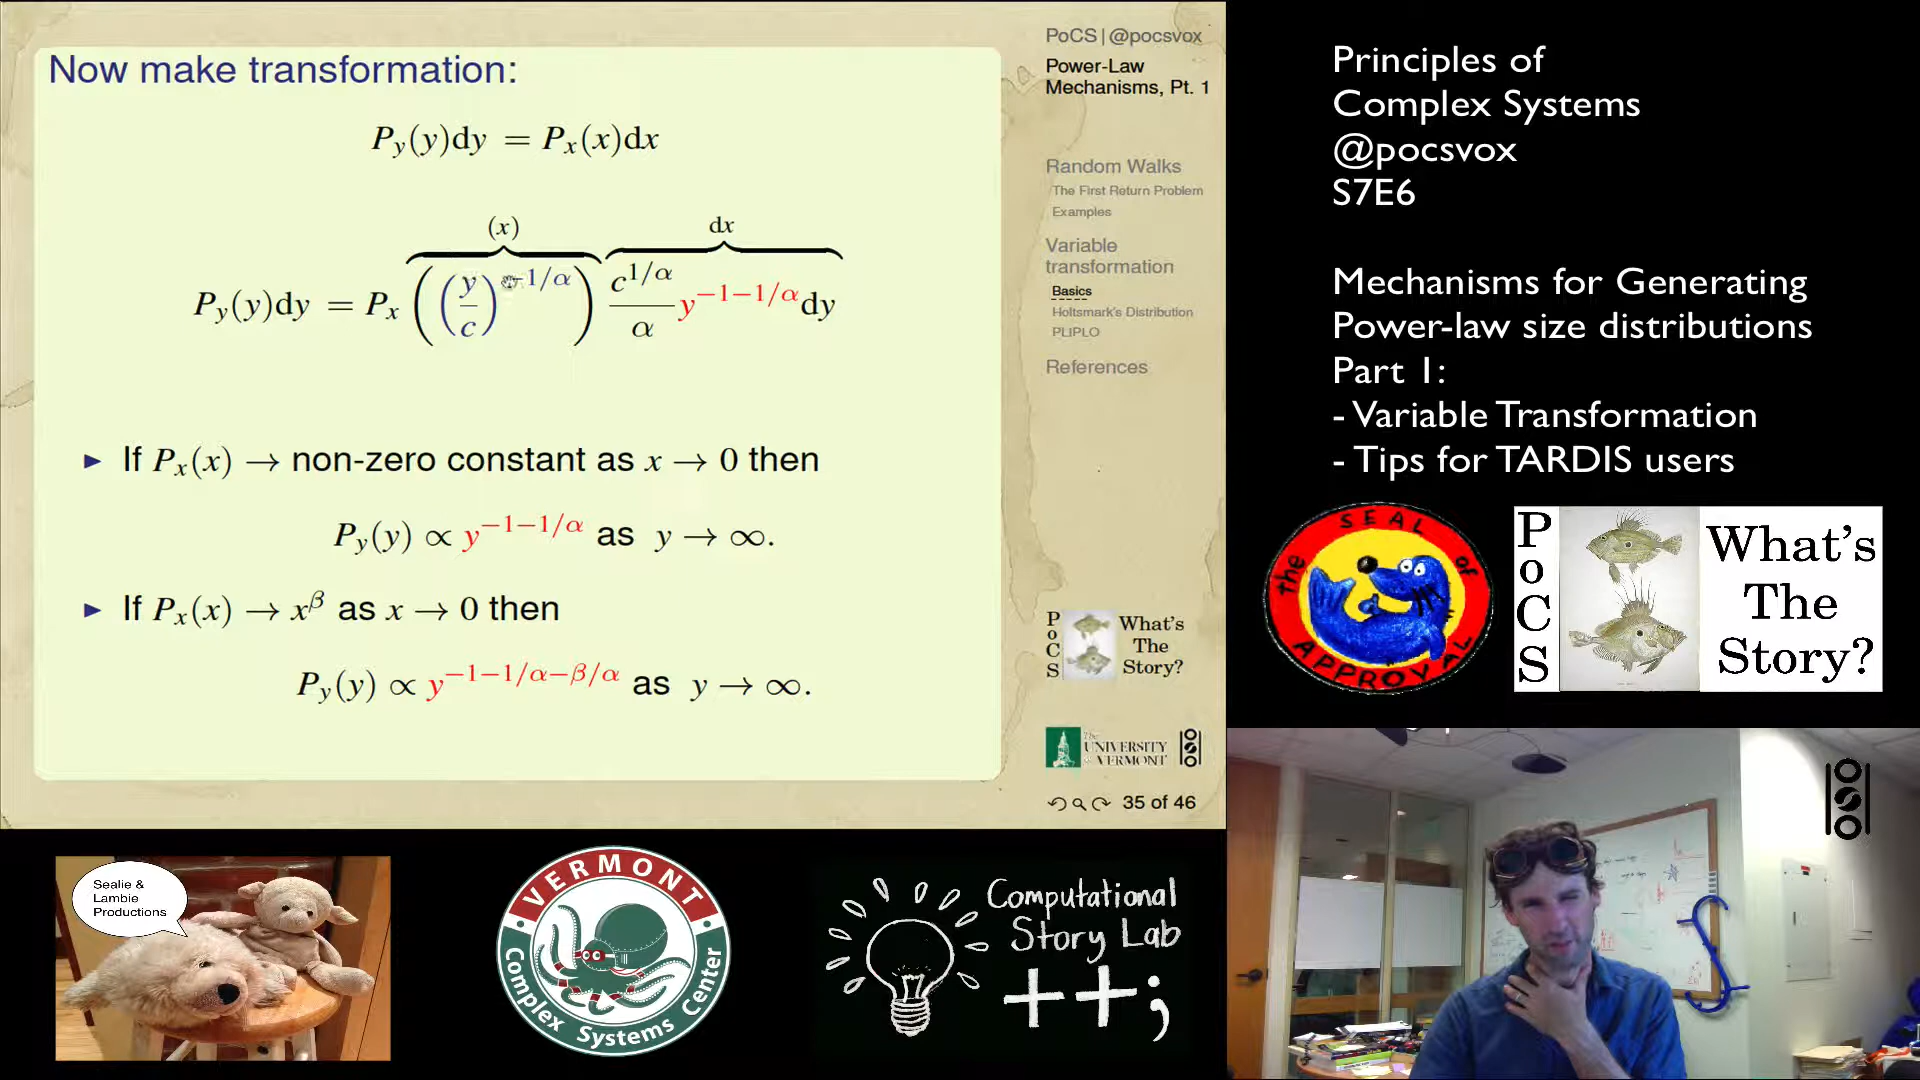 Now make transformation:
P_y(y)dy = P_x(x)dx
(x) dx
P_y(y)dy = P_x((y/c)^{-1/α}) c^{1/α}/α y^{-1-1/α}dy
► If P_x(x) → non-zero constant as x → 0 then
P_y(y) ∝ y^{-1-1/α} as y → ∞.
► If P_x(x) → x^β as x → 0 then
P_y(y) ∝ y^{-1-1/α-β/α} as y → ∞.
PoCS | @pocsvox
Power-Law
Mechanisms, Pt. 1
Random Walks
The First Return Problem
Examples
Variable
transformation
Basics
Holtsmark's Distribution
PLIPLO
References
PoCS
What's
The
Story?
The
UNIVERSITY
of VERMONT
35 of 46
Principles of
Complex Systems
@pocsvox
S7E6
Mechanisms for Generating
Power-law size distributions
Part 1:
- Variable Transformation
- Tips for TARDIS users
the SEAL of APPROVAL
PoCS
What's
The
Story?
Sealie &
Lambie
Productions
VERMONT
Complex Systems Center
Computational
Story Lab
++;